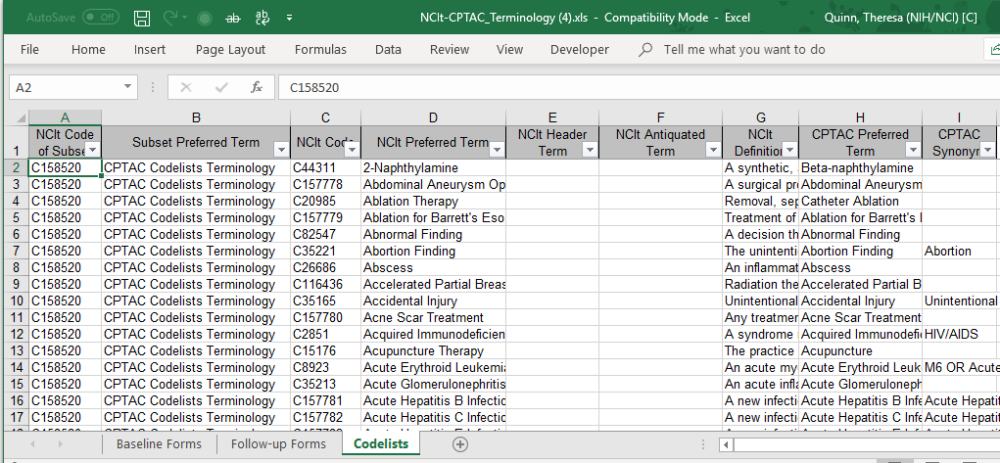 AutoSave Off ab ab NCIt-CPTAC_Terminology (4).xls - Compatibility Mode - Excel Quinn, Theresa (NIH/NCI) [C]
File Home Insert Page Layout Formulas Data Review View Developer Tell me what you want to do
A2 fx C158520
A B C D E F G H I
1 NCIt Code of Subse Subset Preferred Term NCIt Cod NCIt Preferred Term NCIt Header Term NCIt Antiquated Term NCIt Definition CPTAC Preferred Term CPTAC Synonym
2 C158520 CPTAC Codelists Terminology C44311 2-Naphthylamine A synthetic, Beta-naphthylamine
3 C158520 CPTAC Codelists Terminology C157778 Abdominal Aneurysm Op A surgical pr Abdominal Aneurysm
4 C158520 CPTAC Codelists Terminology C20985 Ablation Therapy Removal, sep Catheter Ablation
5 C158520 CPTAC Codelists Terminology C157779 Ablation for Barrett's Eso Treatment of Ablation for Barrett's
6 C158520 CPTAC Codelists Terminology C82547 Abnormal Finding A decision th Abnormal Finding
7 C158520 CPTAC Codelists Terminology C35221 Abortion Finding The unintenti Abortion Finding Abortion
8 C158520 CPTAC Codelists Terminology C26686 Abscess An inflammat Abscess
9 C158520 CPTAC Codelists Terminology C116436 Accelerated Partial Breas Radiation the Accelerated Partial B
10 C158520 CPTAC Codelists Terminology C35165 Accidental Injury Unintentional Accidental Injury Unintentional
11 C158520 CPTAC Codelists Terminology C157780 Acne Scar Treatment Any treatmer Acne Scar Treatment
12 C158520 CPTAC Codelists Terminology C2851 Acquired Immunodeficien A syndrome Acquired Immunodefi HIV/AIDS
13 C158520 CPTAC Codelists Terminology C15176 Acupuncture Therapy The practice Acupuncture
14 C158520 CPTAC Codelists Terminology C8923 Acute Erythroid Leukemi An acute my Acute Erythroid Leuk M6 OR Acute
15 C158520 CPTAC Codelists Terminology C35213 Acute Glomerulonephritis An acute infla Acute Glomeruloneph
16 C158520 CPTAC Codelists Terminology C157781 Acute Hepatitis B Infectic A new infecti Acute Hepatitis B Infe Acute Hepatit
17 C158520 CPTAC Codelists Terminology C157782 Acute Hepatitis C Infectic A new infecti Acute Hepatitis C Infe Acute Hepatit
Baseline Forms Follow-up Forms Codelists